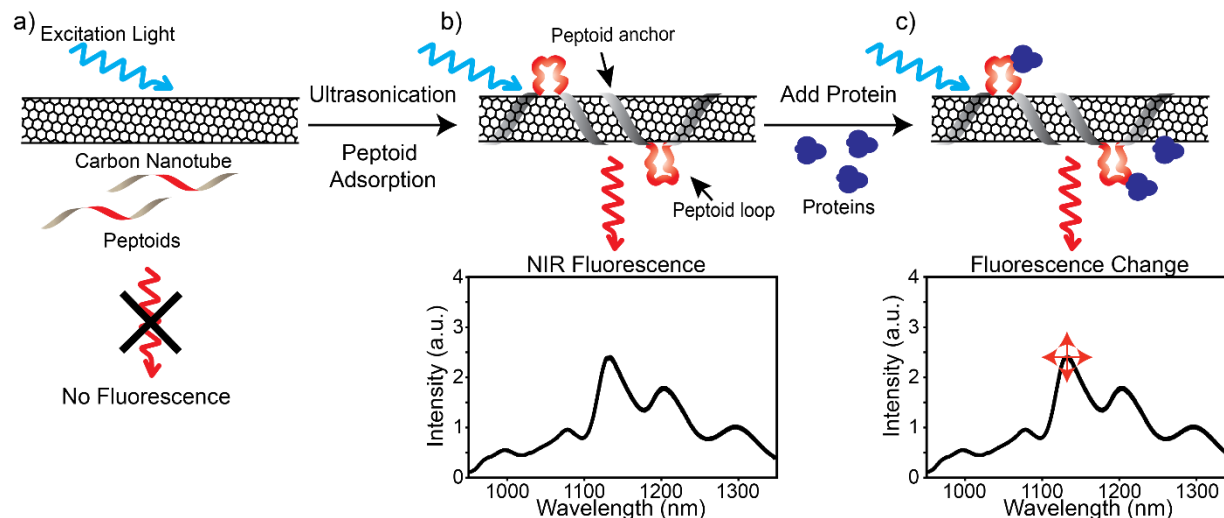 a)
Excitation Light
Carbon Nanotube
Peptoids
No Fluorescence
Ultrasonication
Peptoid
Adsorption
b)
Peptoid anchor
Peptoid loop
NIR Fluorescence
Intensity (a.u.)
4
3
2
1
0
1000 1100 1200 1300
Wavelength (nm)
Add Protein
Proteins
c)
Fluorescence Change
Intensity (a.u.)
4
3
2
1
0
1000 1100 1200 1300
Wavelength (nm)